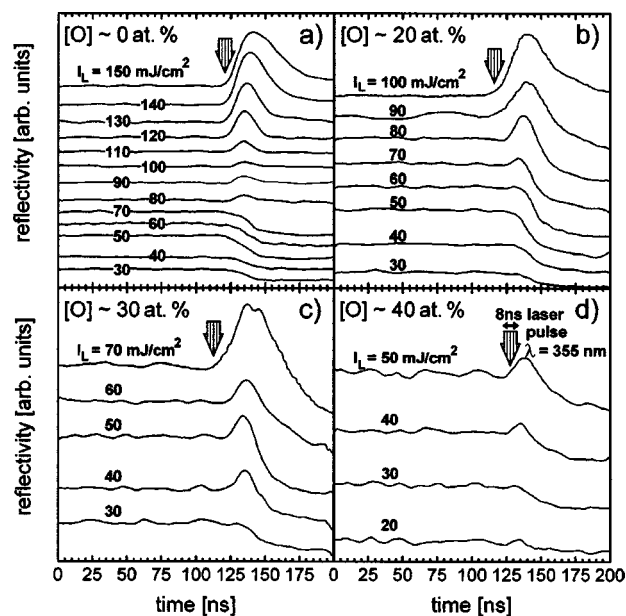 [O] ~ 0 at. % a)
I_L = 150 mJ/cm²
140
130
120
110
100
90
80
70
60
50
40
30
reflectivity [arb. units]
[O] ~ 20 at. % b)
I_L = 100 mJ/cm²
90
80
70
60
50
40
30
[O] ~ 30 at. % c)
I_L = 70 mJ/cm²
60
50
40
30
reflectivity [arb. units]
0 25 50 75 100 125 150 175
time [ns]
[O] ~ 40 at. % d)
8ns laser
pulse
λ = 355 nm
I_L = 50 mJ/cm²
40
30
20
0 25 50 75 100 125 150 175 200
time [ns]